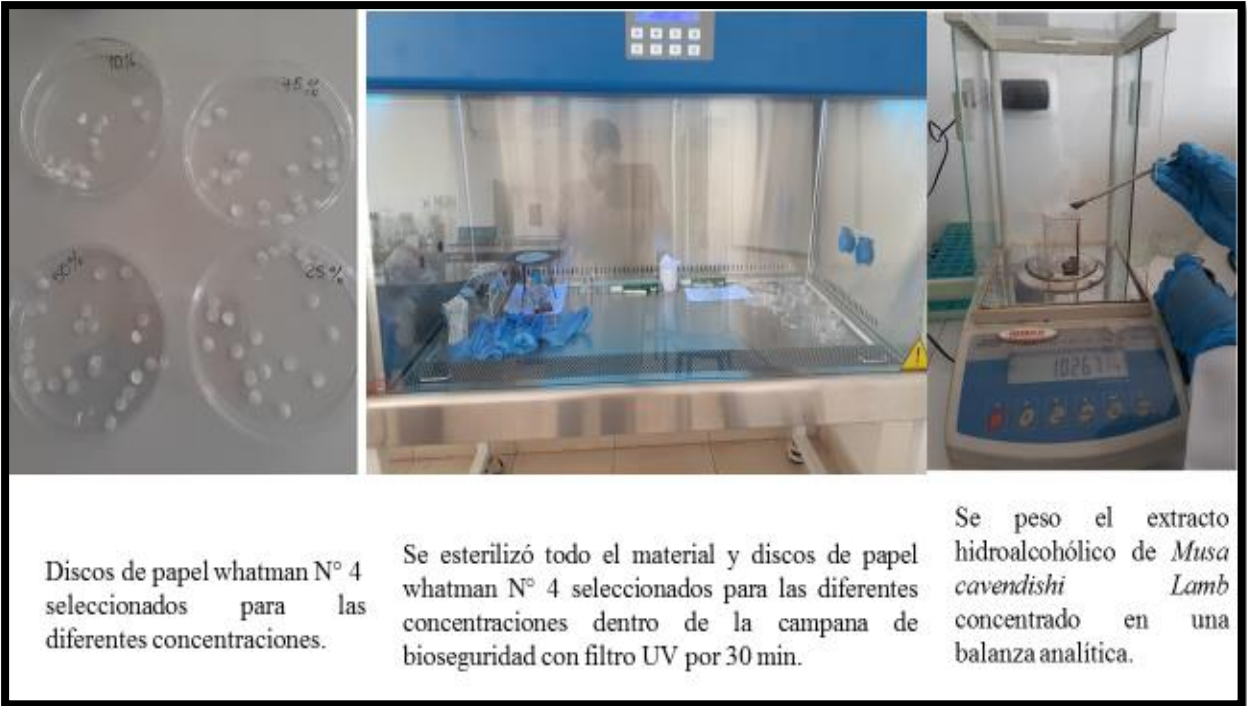 10%
75%
50%
25%
Discos de papel whatman N° 4
seleccionados para las
diferentes concentraciones.
Se esterilizó todo el material y discos de papel
whatman N° 4 seleccionados para las diferentes
concentraciones dentro de la campana de
bioseguridad con filtro UV por 30 min.
Se peso el extracto
hidroalcohólico de Musa
cavendishi Lamb
concentrado en una
balanza analítica.